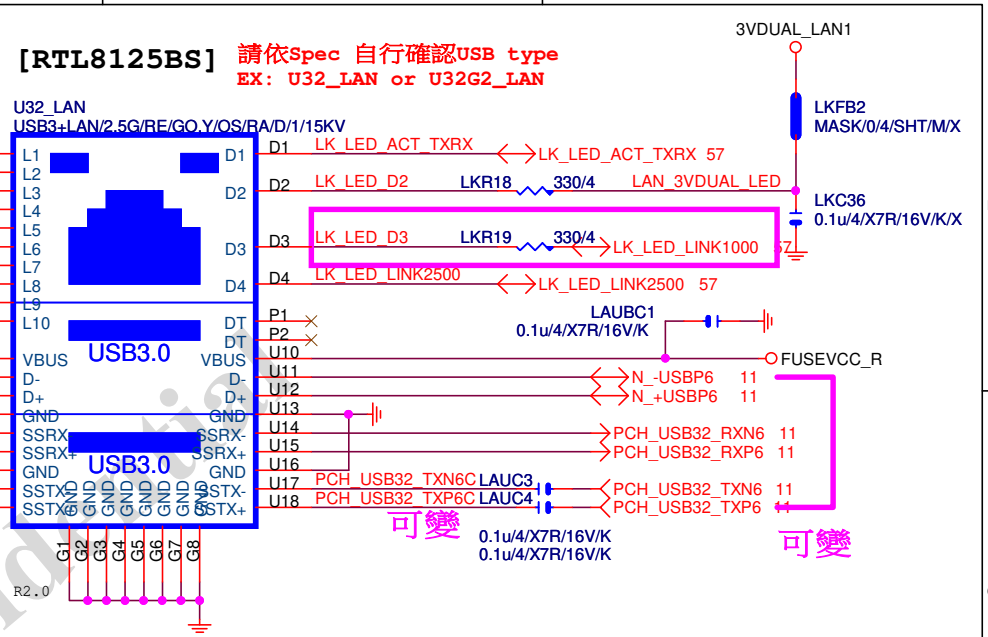 3VDUAL_LAN1
[RTL8125BS] 請依Spec 自行確認USB type
EX: U32_LAN or U32G2_LAN
U32_LAN
USB3+LAN/2.5G/RE/GO,Y/OS/RA/D/1/15KV
LKFB2
MASK/0/4/SHT/M/X
L1 D1 D1 LK_LED_ACT_TXRX LK_LED_ACT_TXRX 57
L2
L3 D2 D2 LK_LED_D2 LKR18 330/4 LAN_3VDUAL_LED
L4
LKC36
0.1u/4/X7R/16V/K/X
L5
L6 D3 D3 LK_LED_D3 LKR19 330/4 LK_LED_LINK1000 57
L7
L8 D4 D4 LK_LED_LINK2500 LK_LED_LINK2500 57
L9
L10 DT P1
DT P2
LAUBC1
0.1u/4/X7R/16V/K
USB3.0
VBUS VBUS U10 FUSEVCC_R
D- D- U11 N_-USBP6 11
D+ D+ U12 N_+USBP6 11
GND GND U13
SSRX- SSRX- U14 PCH_USB32_RXN6 11
SSRX+ SSRX+ U15 PCH_USB32_RXP6 11
USB3.0
GND GND U16
SSTX- SSTX- U17 PCH_USB32_TXN6C LAUC3 PCH_USB32_TXN6 11
SSTX+ SSTX+ U18 PCH_USB32_TXP6C LAUC4 PCH_USB32_TXP6 11
GND GND GND GND GND GND GND GND
可變 可變
0.1u/4/X7R/16V/K
0.1u/4/X7R/16V/K
G1 G2 G3 G4 G5 G6 G7 G8
R2.0